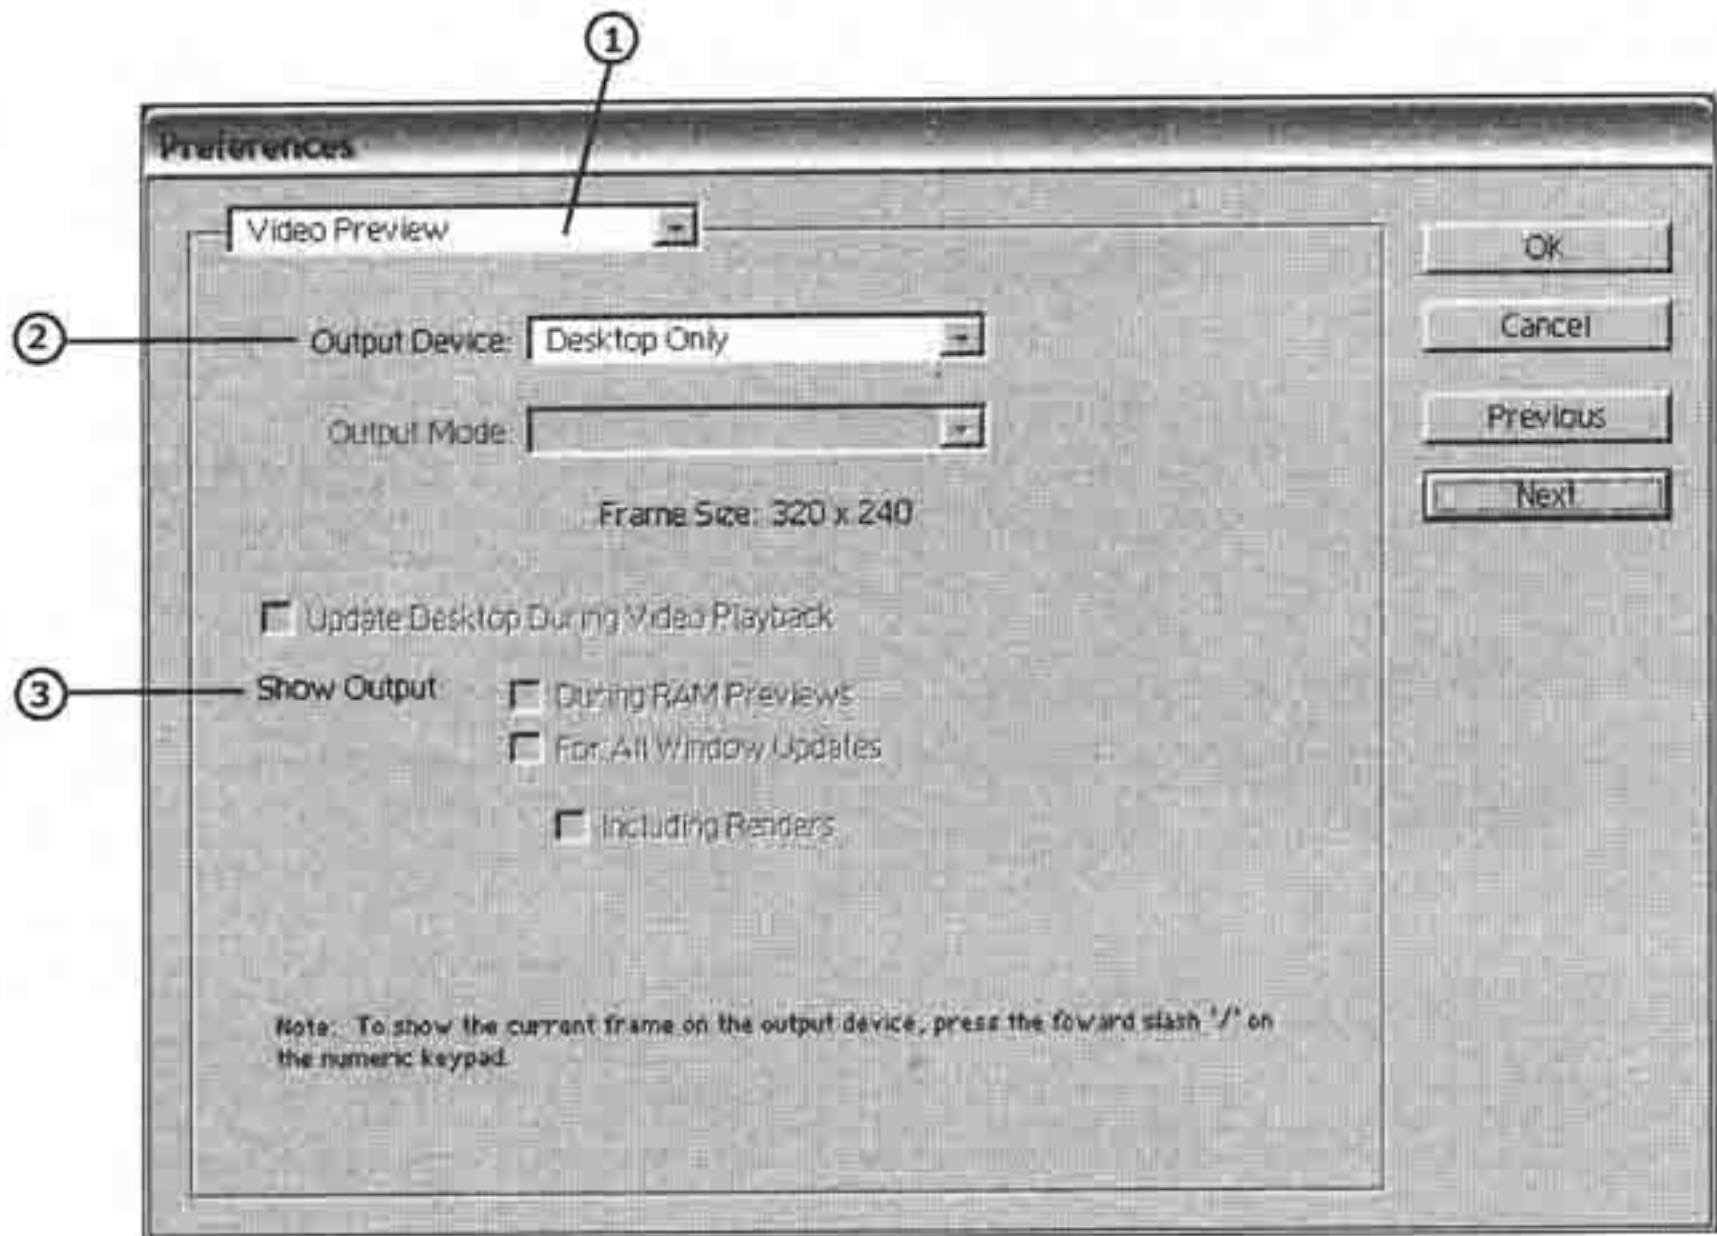 1
Preferences
Video Preview
OK
2
Output Device: Desktop Only
Cancel
Output Mode:
Previous
Frame Size: 320 x 240
Next
Update Desktop During Video Playback
3
Show Output:
During RAM Previews
For All Window Updates
Including Renders
Note: To show the current frame on the output device, press the foward slash '/' on
the numeric keypad.